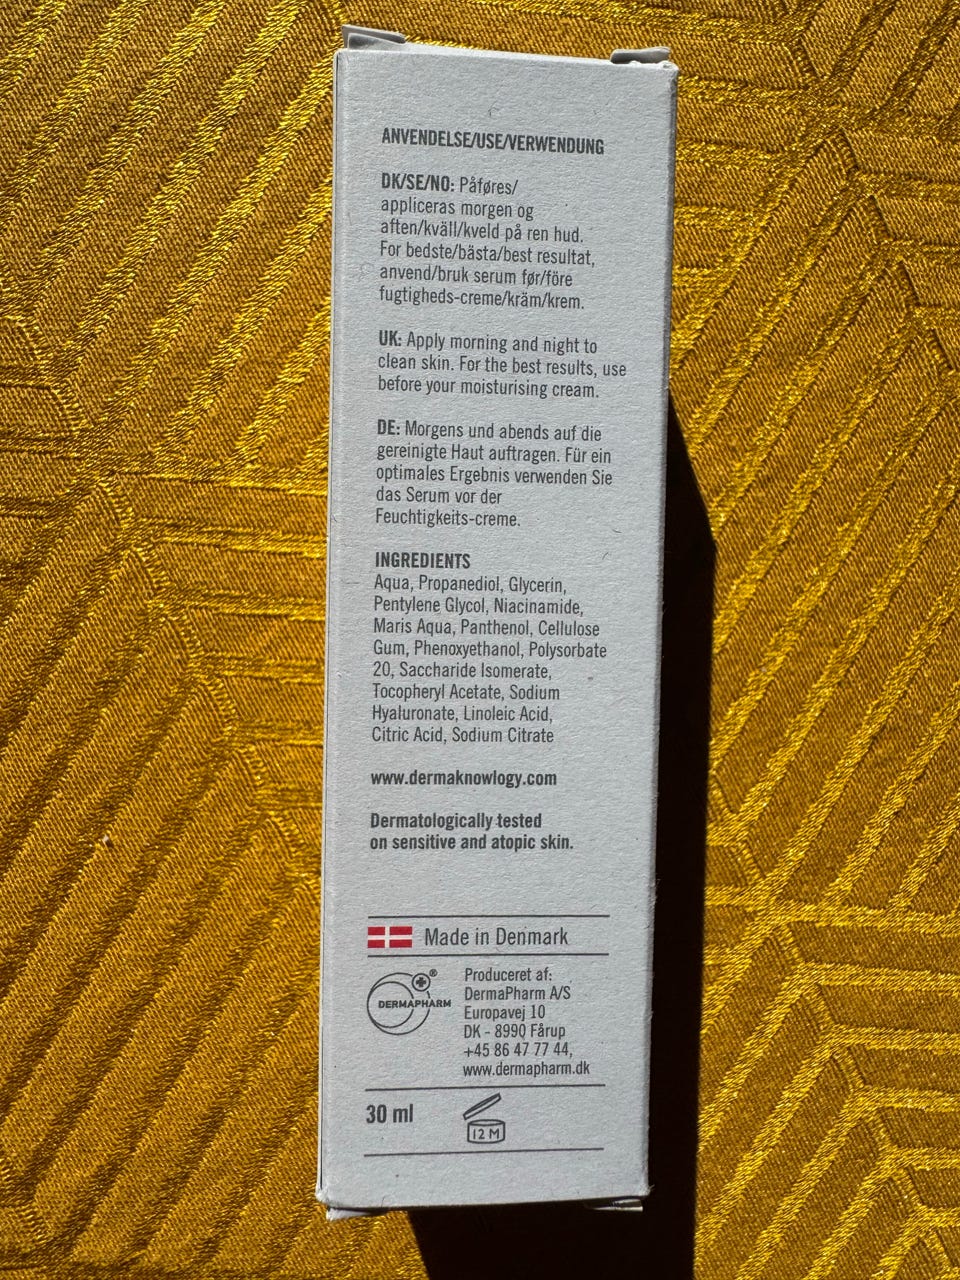 ANVENDELSE/USE/VERWENDUNG
DK/SE/NO: Påføres/
appliceras morgen og
aften/kväll/kveld på ren hud.
For bedste/bästa/best resultat,
anvend/bruk serum før/före
fugtigheds-creme/kräm/krem.
UK: Apply morning and night to
clean skin. For the best results, use
before your moisturising cream.
DE: Morgens und abends auf die
gereinigte Haut auftragen. Für ein
optimales Ergebnis verwenden Sie
das Serum vor der
Feuchtigkeits-creme.
INGREDIENTS
Aqua, Propanediol, Glycerin,
Pentylene Glycol, Niacinamide,
Maris Aqua, Panthenol, Cellulose
Gum, Phenoxyethanol, Polysorbate
20, Saccharide Isomerate,
Tocopheryl Acetate, Sodium
Hyaluronate, Linoleic Acid,
Citric Acid, Sodium Citrate
www.dermaknowlogy.com
Dermatologically tested
on sensitive and atopic skin.
Made in Denmark
DERMAPHARM®
Produceret af:
DermaPharm A/S
Europavej 10
DK - 8990 Fårup
+45 86 47 77 44,
www.dermapharm.dk
30 ml
12 M